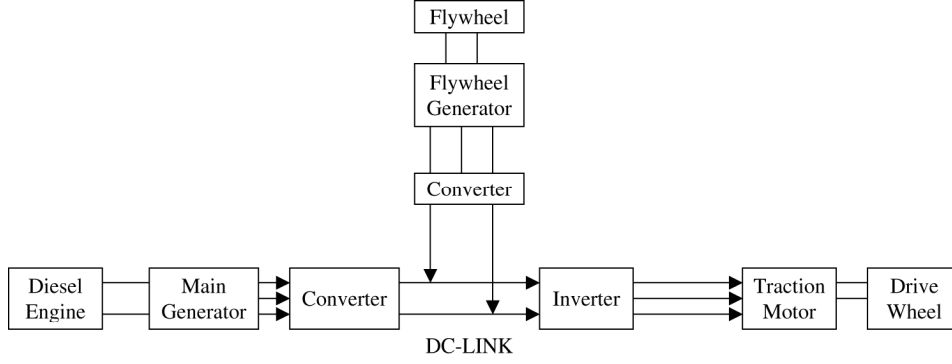 Flywheel
Flywheel
Generator
Converter
Diesel
Engine
Main
Generator
Converter
Inverter
Traction
Motor
Drive
Wheel
DC-LINK